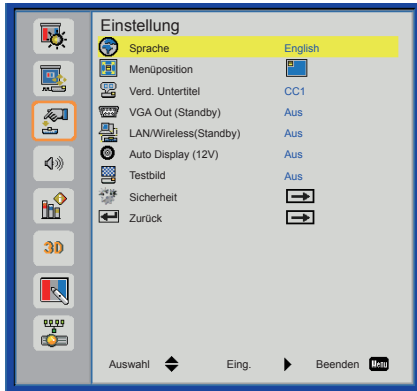 Einstellung
Sprache English
Menüposition
Verd. Untertitel CC1
VGA Out (Standby) Aus
LAN/Wireless(Standby) Aus
Auto Display (12V) Aus
Testbild Aus
Sicherheit
Zurück
3D
Auswahl Eing. Beenden Menu